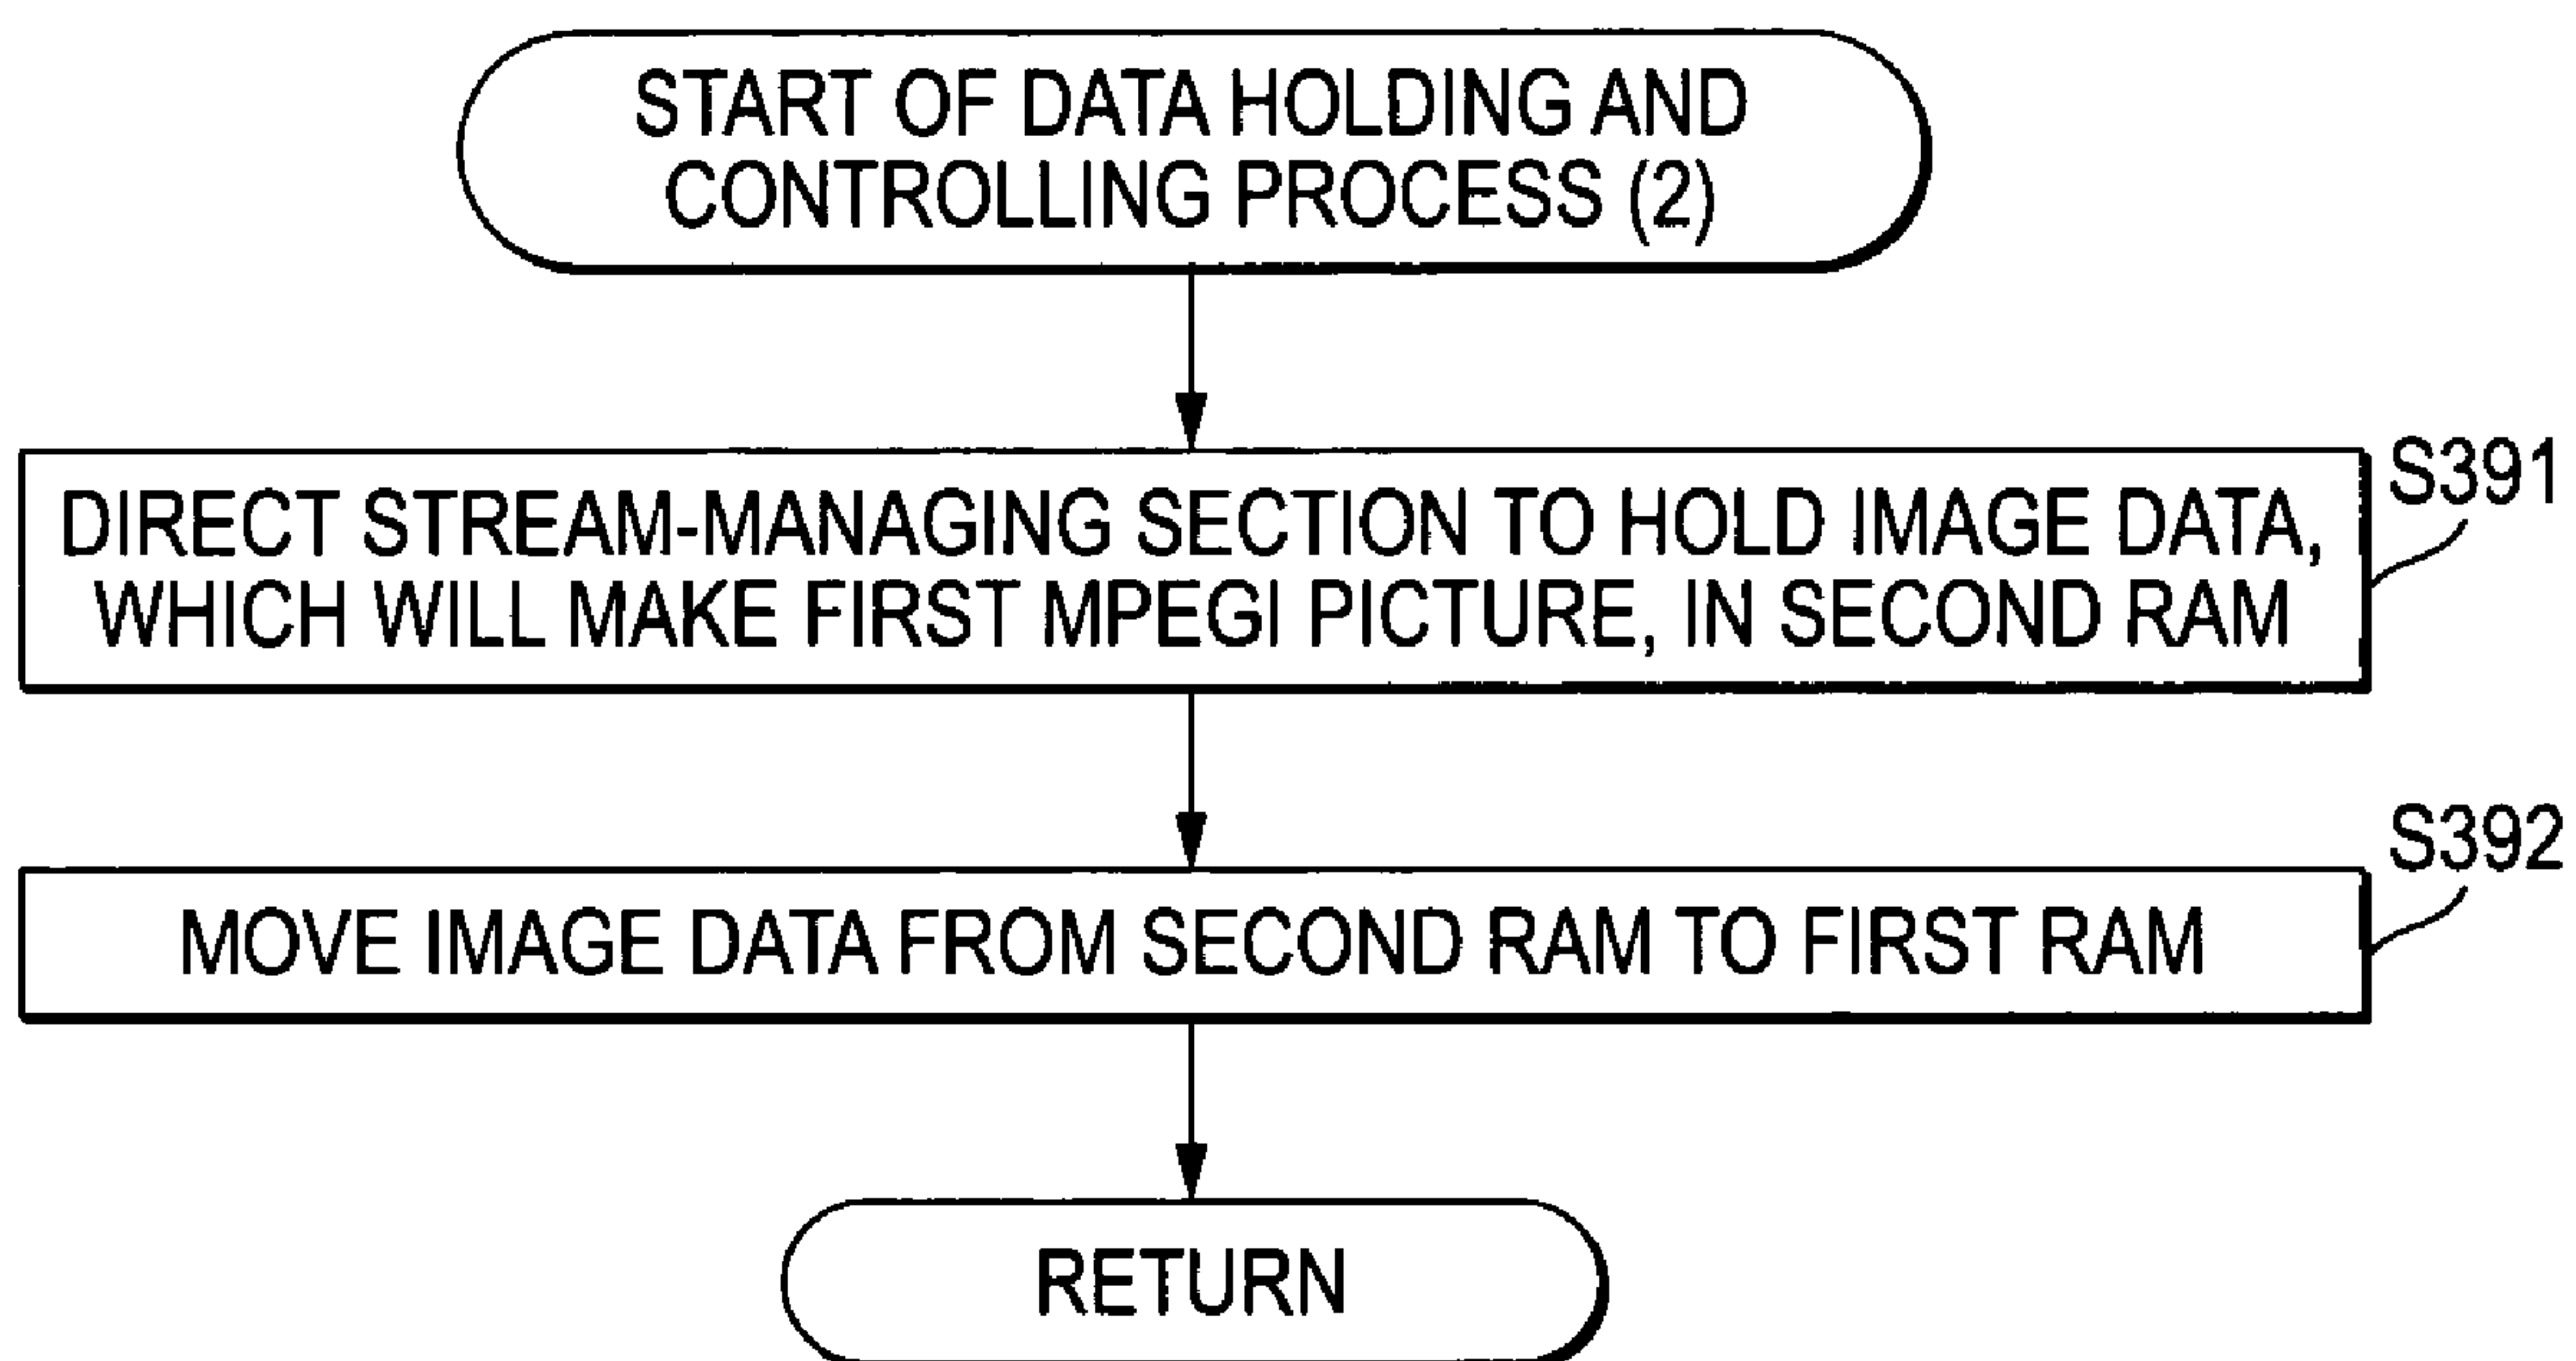 START OF DATA HOLDING AND
CONTROLLING PROCESS (2)
S391
DIRECT STREAM-MANAGING SECTION TO HOLD IMAGE DATA,
WHICH WILL MAKE FIRST MPEGI PICTURE, IN SECOND RAM
S392
MOVE IMAGE DATA FROM SECOND RAM TO FIRST RAM
RETURN